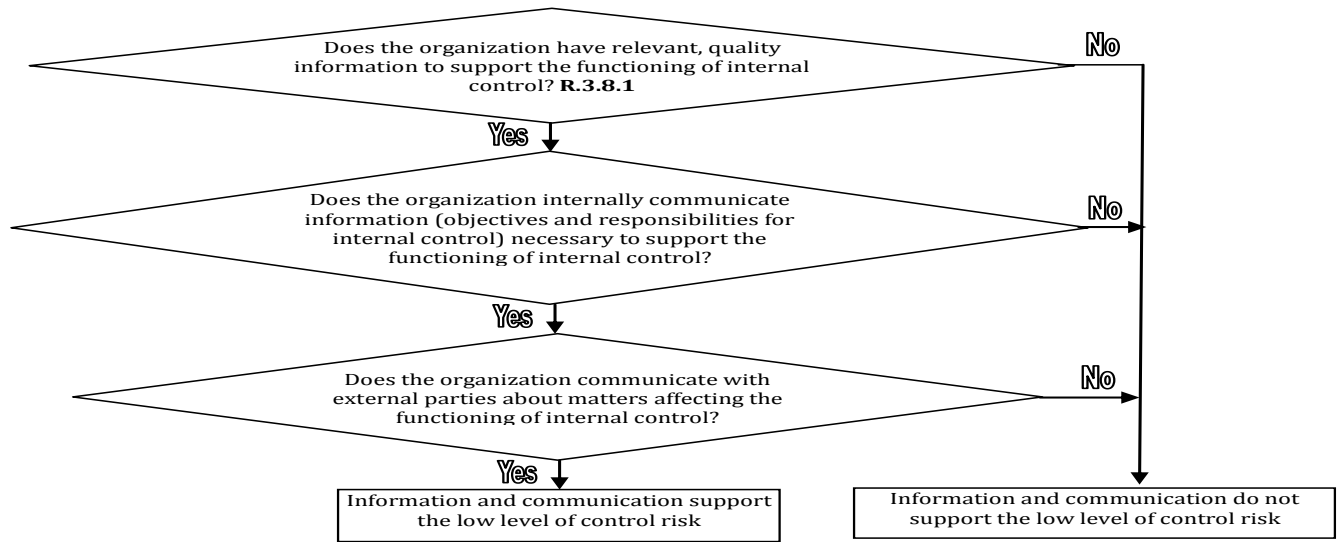 Does the organization have relevant, quality
information to support the functioning of internal
control? R.3.8.1
No
Yes
Does the organization internally communicate
information (objectives and responsibilities for
internal control) necessary to support the
functioning of internal control?
No
Yes
Does the organization communicate with
external parties about matters affecting the
functioning of internal control?
No
Yes
Information and communication support
the low level of control risk
Information and communication do not
support the low level of control risk